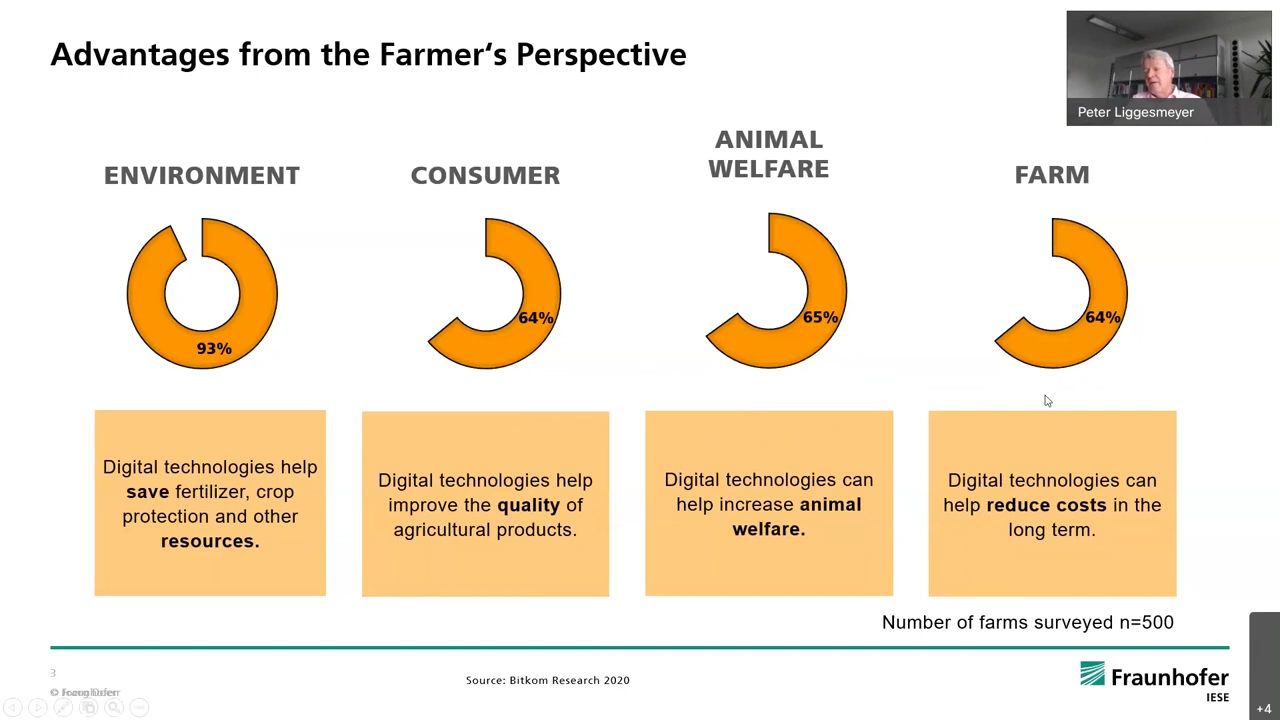 Advantages from the Farmer‘s Perspective
Peter Liggesmeyer
ENVIRONMENT
CONSUMER
ANIMAL
WELFARE
FARM
93%
64%
65%
64%
Digital technologies help
save fertilizer, crop
protection and other
resources.
Digital technologies help
improve the quality of
agricultural products.
Digital technologies can
help increase animal
welfare.
Digital technologies can
help reduce costs in the
long term.
Number of farms surveyed n=500
3
Source: Bitkom Research 2020
Fraunhofer
IESE
+4